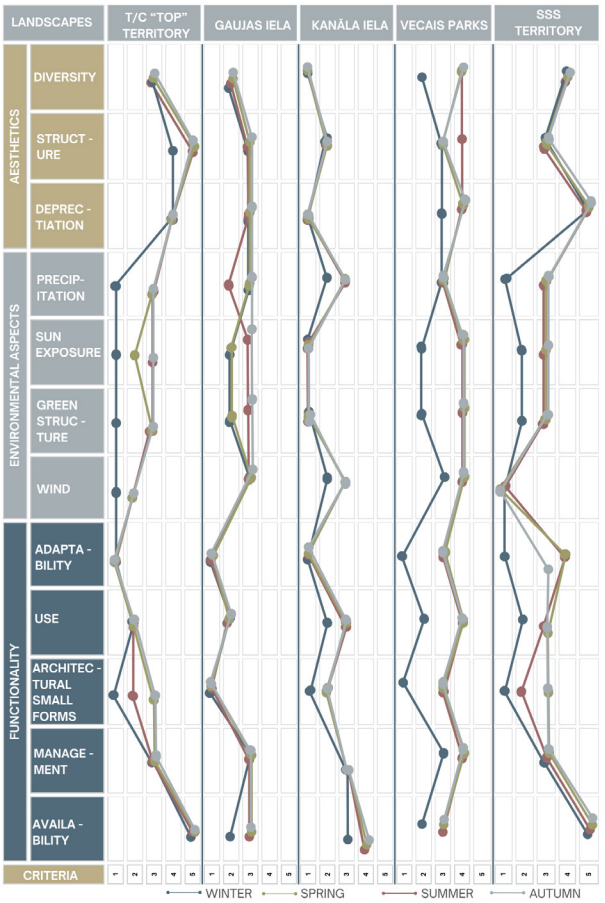 LANDSCAPES
T/C “TOP”
TERRITORY
GAUJAS IELA
KANĀLA IELA
VECAIS PARKS
SSS
TERRITORY
AESTHETICS
DIVERSITY
STRUCT -
URE
DEPREC -
TIATION
ENVIRONMENTAL ASPECTS
PRECIP-
ITATION
SUN
EXPOSURE
GREEN
STRUC -
TURE
WIND
FUNCTIONALITY
ADAPTA -
BILITY
USE
ARCHITEC -
TURAL
SMALL
FORMS
MANAGE -
MENT
AVAILA -
BILITY
CRITERIA
1 2 3 4 5 1 2 3 4 5 1 2 3 4 5 1 2 3 4 5 1 2 3 4 5
WINTER SPRING SUMMER AUTUMN